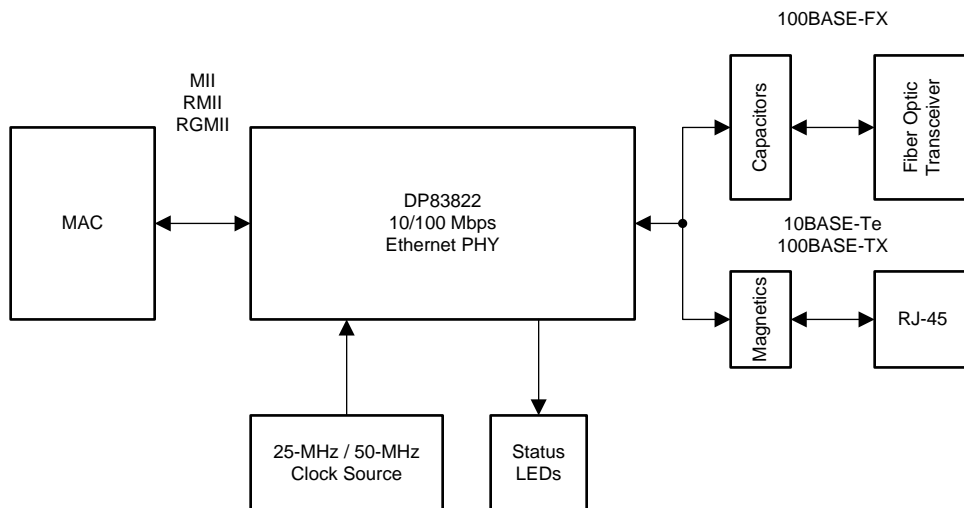 100BASE-FX
MII
RMII
RGMII
MAC
DP83822
10/100 Mbps
Ethernet PHY
Capacitors
Fiber Optic
Transceiver
10BASE-Te
100BASE-TX
Magnetics
RJ-45
25-MHz / 50-MHz
Clock Source
Status
LEDs